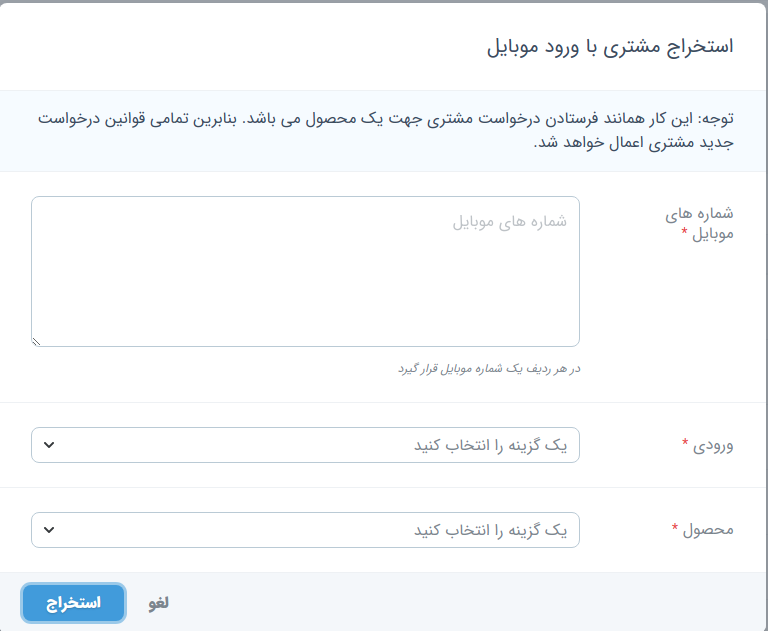 استخراج مشتری با ورود موبایل
توجه: این کار همانند فرستادن درخواست مشتری جهت یک محصول می باشد. بنابرین تمامی قوانین درخواست
جدید مشتری اعمال خواهد شد.
شماره های
موبایل *
شماره های موبایل
در هر ردیف یک شماره موبایل قرار گیرد
ورودی *
یک گزینه را انتخاب کنید
محصول *
یک گزینه را انتخاب کنید
لغو
استخراج